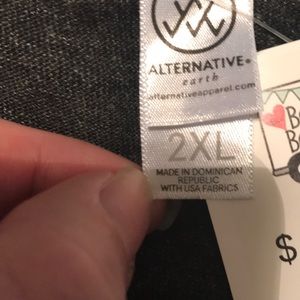 ALTERNATIVE®
earth
alternativeapparel.com
2XL
MADE IN DOMINICAN
REPUBLIC
WITH USA FABRICS
B
B
$